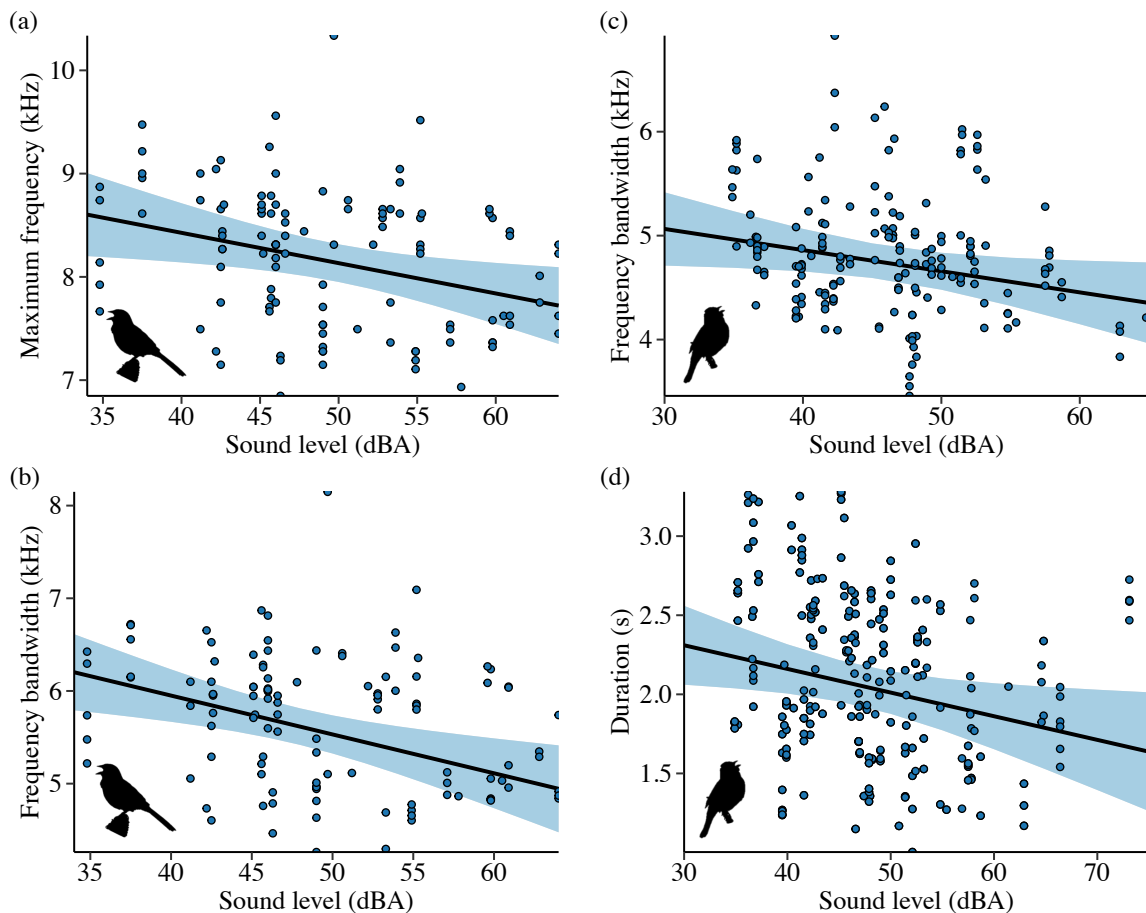 (a)
Maximum frequency (kHz)
10
9
8
7
35 40 45 50 55 60
Sound level (dBA)
(c)
Frequency bandwidth (kHz)
6
5
4
30 40 50 60
Sound level (dBA)
(b)
Frequency bandwidth (kHz)
8
7
6
5
35 40 45 50 55 60
Sound level (dBA)
(d)
Duration (s)
3.0
2.5
2.0
1.5
30 40 50 60 70
Sound level (dBA)